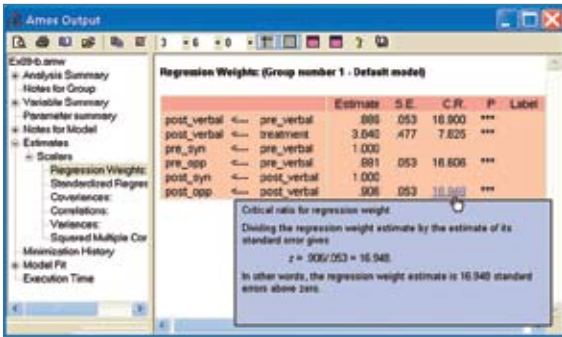 Amos Output
3 6 0
Ex09-b.amw
Analysis Summary
Notes for Group
Variable Summary
Parameter summary
Notes for Model
Estimates
Scalars
Regression Weights:
Standardized Regres
Covariances:
Correlations:
Variances:
Squared Multiple Cor
Minimization History
Model Fit
Execution Time
Regression Weights: (Group number 1 - Default model)
Estimate S.E. C.R. P Label
post_verbal <--- pre_verbal .053 ***
post_verbal <--- treatment 3.640 .477 7.625 ***
pre_syn <--- pre_verbal 1.000
pre_opp <--- pre_verbal .881 .053 16.606 ***
post_syn <--- post_verbal 1.000
post_opp <--- post_verbal .906 .053 16.948 ***
Critical ratio for regression weight
Dividing the regression weight estimate by the estimate of its
standard error gives
z = .906/.053 = 16.948.
In other words, the regression weight estimate is 16.948 standard
errors above zero.